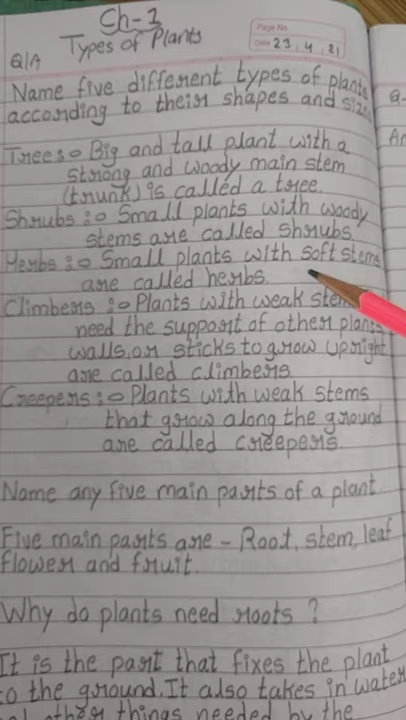 Ch-1
Types of Plants
Page No
Date 23, 4, 21
Q/A
Name five different types of plants
according to their shapes and size
Tree :o Big and tall plant with a
strong and woody main stem
(trunk) is called a tree.
Shrubs :o Small plants with woody
stems are called shrubs.
Herbs :o Small plants with soft stems
are called herbs.
Climbers :o Plants with weak stem
need the support of other plants,
walls, or sticks to grow upright
are called climbers
Creepers :o Plants with weak stems
that grow along the ground
are called creepers.
Name any five main parts of a plant
Five main parts are - Root, stem, leaf
flower and fruit.
Why do plants need roots ?
It is the part that fixes the plant
to the ground. It also takes in water
other things needed by the